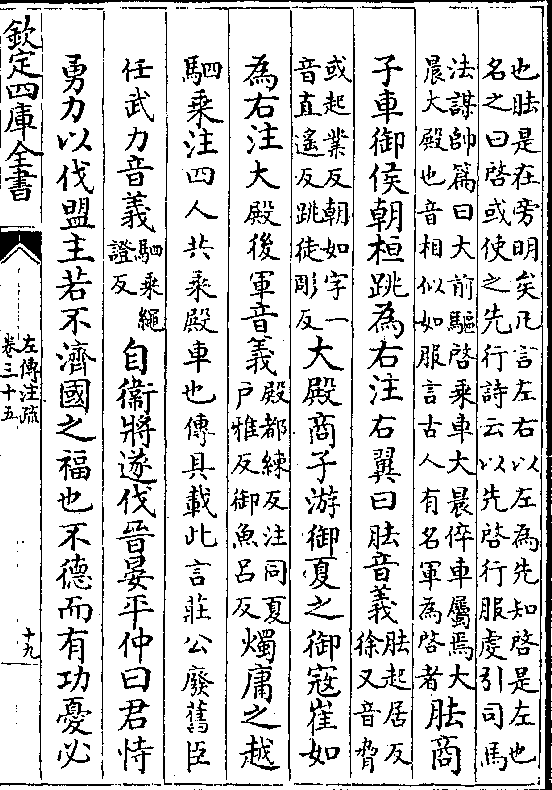 也胠是在旁明矣凡言左右以左為先知啓是左也
名之曰啓或使之先行詩云以先啓行服虔引司馬
法謀帥篇曰大前驅啓乘車大晨倅車屬焉大
晨大殿也音相似如服言古人有名軍為啓者
胠商
子車御侯朝桓跳為右注右翼曰胠音義
胠起居反
徐又音脅
或起業反朝如字一
音直遙反跳徒彫反
大殿商子游御夏之御寇崔如
為右注大殿後軍音義
殿都練反注同夏
戶雅反御魚呂反
燭庸之越
駟乘注四人共乘殿車也傳具載此言莊公廢舊臣
任武力音義
駟乘繩
證反
自衛將遂伐晉晏平仲曰君恃
勇力以伐盟主若不濟國之福也不德而有功憂必
欽定四庫全書
左傳注疏
卷三十五
十九